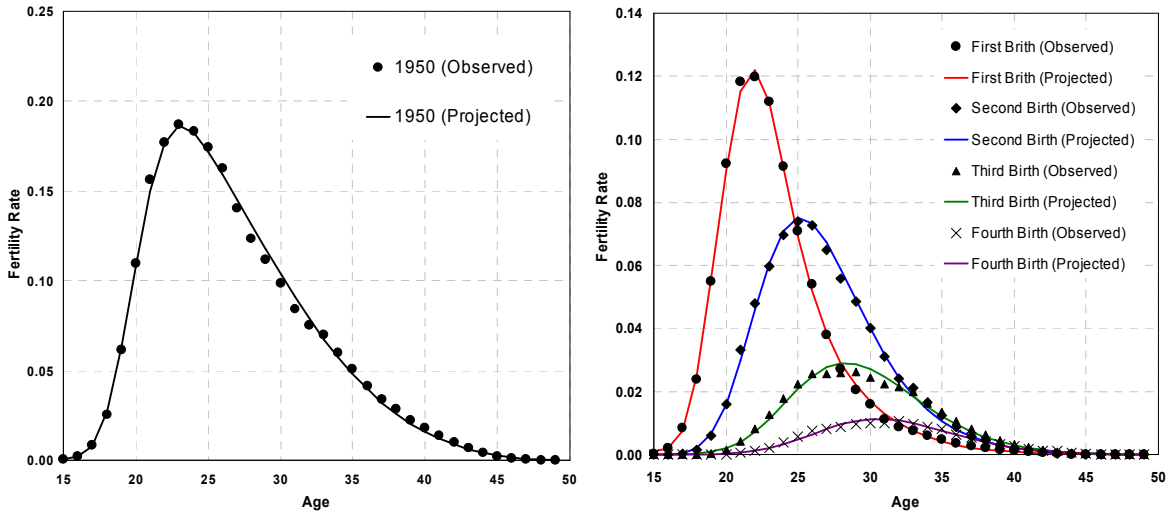 0.25
0.20
0.15
0.10
0.05
0.00
Fertility Rate
1950 (Observed)
1950 (Projected)
15 20 25 30 35 40 45 50
Age
0.14
0.12
0.10
0.08
0.06
0.04
0.02
0.00
Fertility Rate
First Brith (Observed)
First Brith (Projected)
Second Birth (Observed)
Second Birth (Projected)
Third Birth (Observed)
Third Birth (Projected)
Fourth Birth (Observed)
Fourth Birth (Projected)
15 20 25 30 35 40 45 50
Age